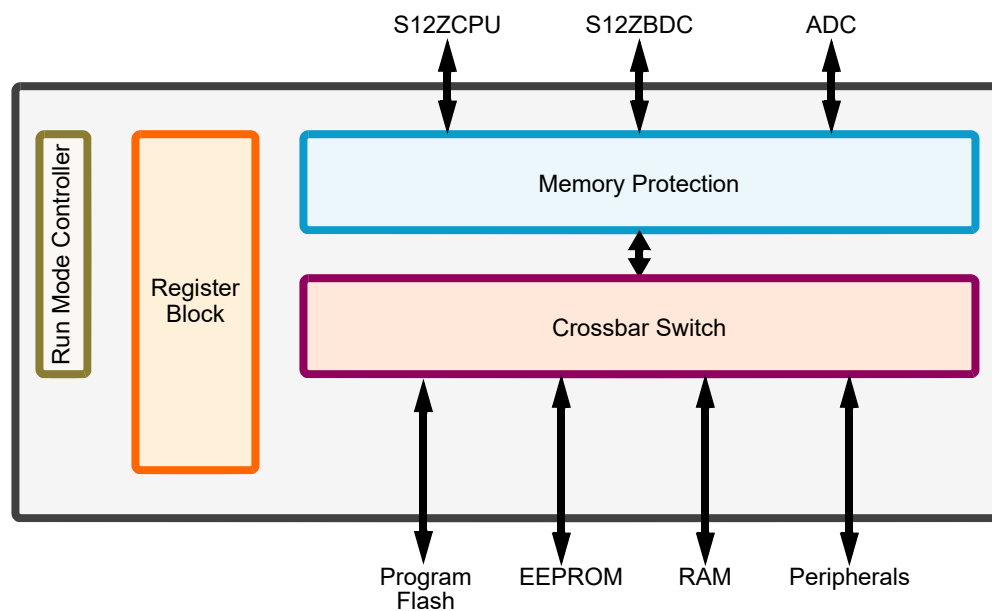 S12ZCPU
S12ZBDC
ADC
Run Mode Controller
Register
Block
Memory Protection
Crossbar Switch
Program
Flash
EEPROM
RAM
Peripherals